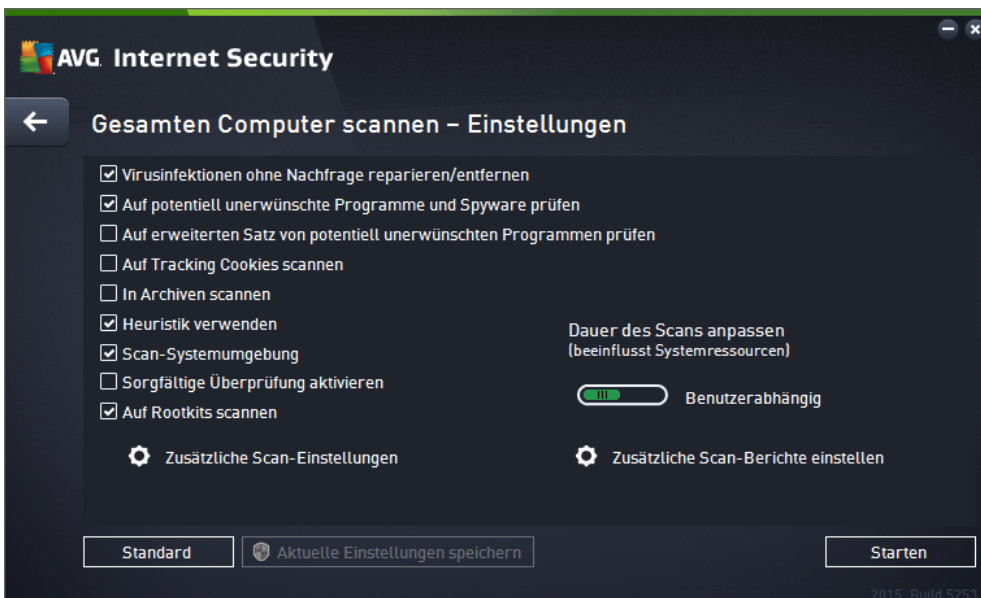 AVG. Internet Security
Gesamten Computer scannen – Einstellungen
Virusinfektionen ohne Nachfrage reparieren/entfernen
Auf potentiell unerwünschte Programme und Spyware prüfen
Auf erweiterten Satz von potentiell unerwünschten Programmen prüfen
Auf Tracking Cookies scannen
In Archiven scannen
Heuristik verwenden
Scan-Systemumgebung
Sorgfältige Überprüfung aktivieren
Auf Rootkits scannen
Dauer des Scans anpassen
(beeinflusst Systemressourcen)
Benutzerabhängig
Zusätzliche Scan-Einstellungen
Zusätzliche Scan-Berichte einstellen
Standard
Aktuelle Einstellungen speichern
Starten
2015 Build 5253